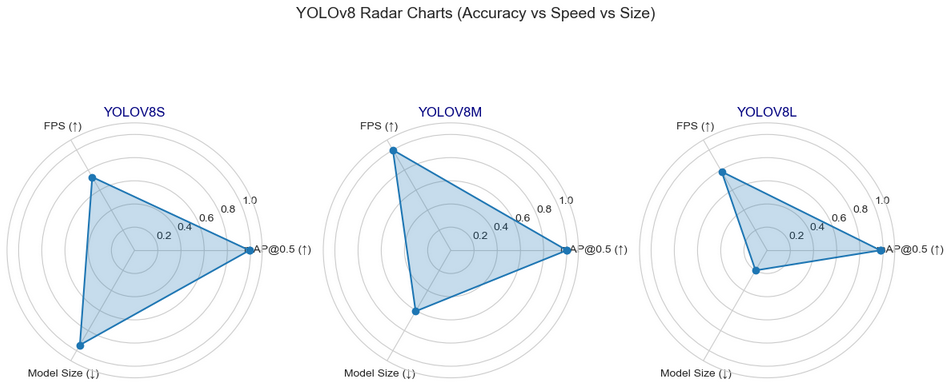 YOLOv8 Radar Charts (Accuracy vs Speed vs Size)
YOLOV8S
FPS (↑)
1.0
0.8
0.6
0.4
0.2
AP@0.5 (↑)
Model Size (↓)
YOLOV8M
FPS (↑)
1.0
0.8
0.6
0.4
0.2
AP@0.5 (↑)
Model Size (↓)
YOLOV8L
FPS (↑)
1.0
0.8
0.6
0.4
0.2
AP@0.5 (↑)
Model Size (↓)